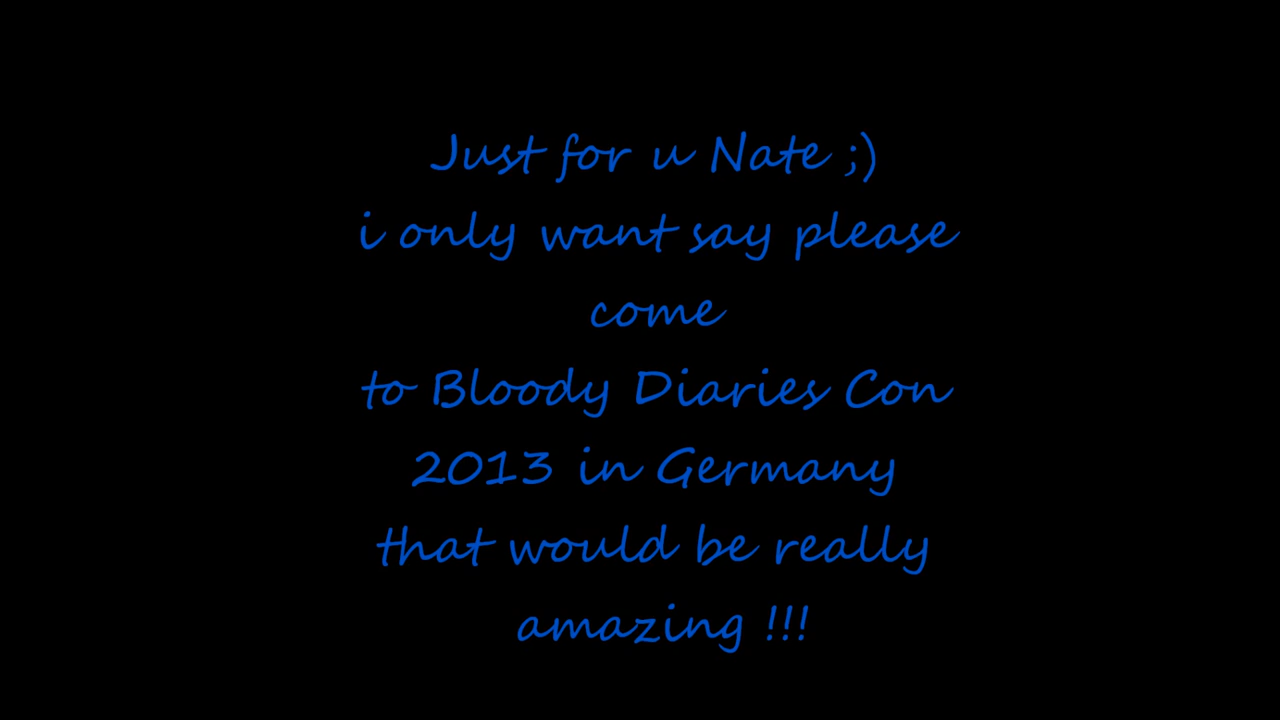 Just for u Nate ;)
i only want say please
come
to Bloody Diaries Con
2013 in Germany
that would be really
amazing !!!